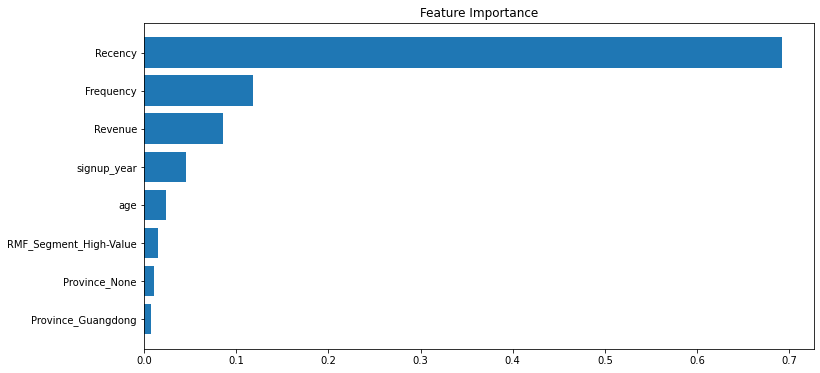 Feature Importance
Recency
Frequency
Revenue
signup_year
age
RMF_Segment_High-Value
Province_None
Province_Guangdong
0.0 0.1 0.2 0.3 0.4 0.5 0.6 0.7